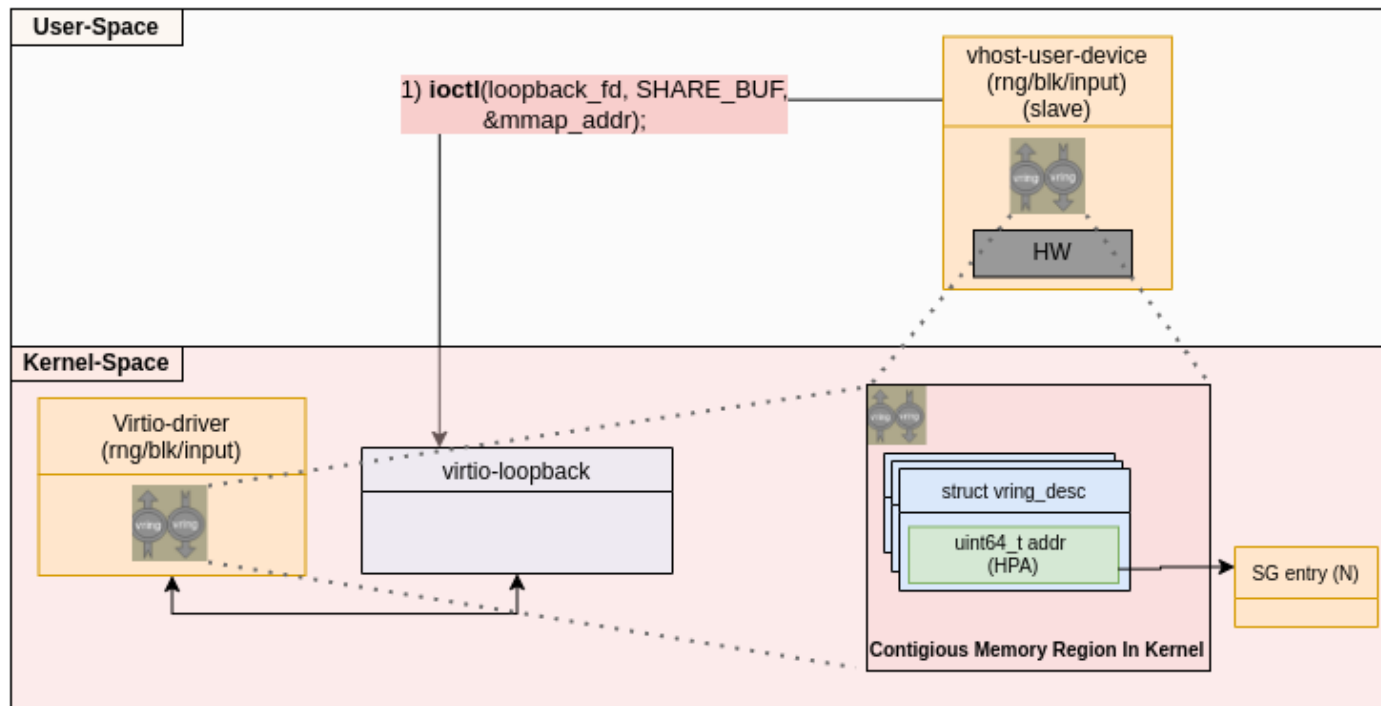 User-Space
vhost-user-device
(rng/blk/input)
(slave)
1) ioctl(loopback_fd, SHARE_BUF,
&mmap_addr);
vring
vring
HW
Kernel-Space
Virtio-driver
(rng/blk/input)
vring
vring
virtio-loopback
vring
vring
struct vring_desc
uint64_t addr
(HPA)
SG entry (N)
Contigious Memory Region In Kernel